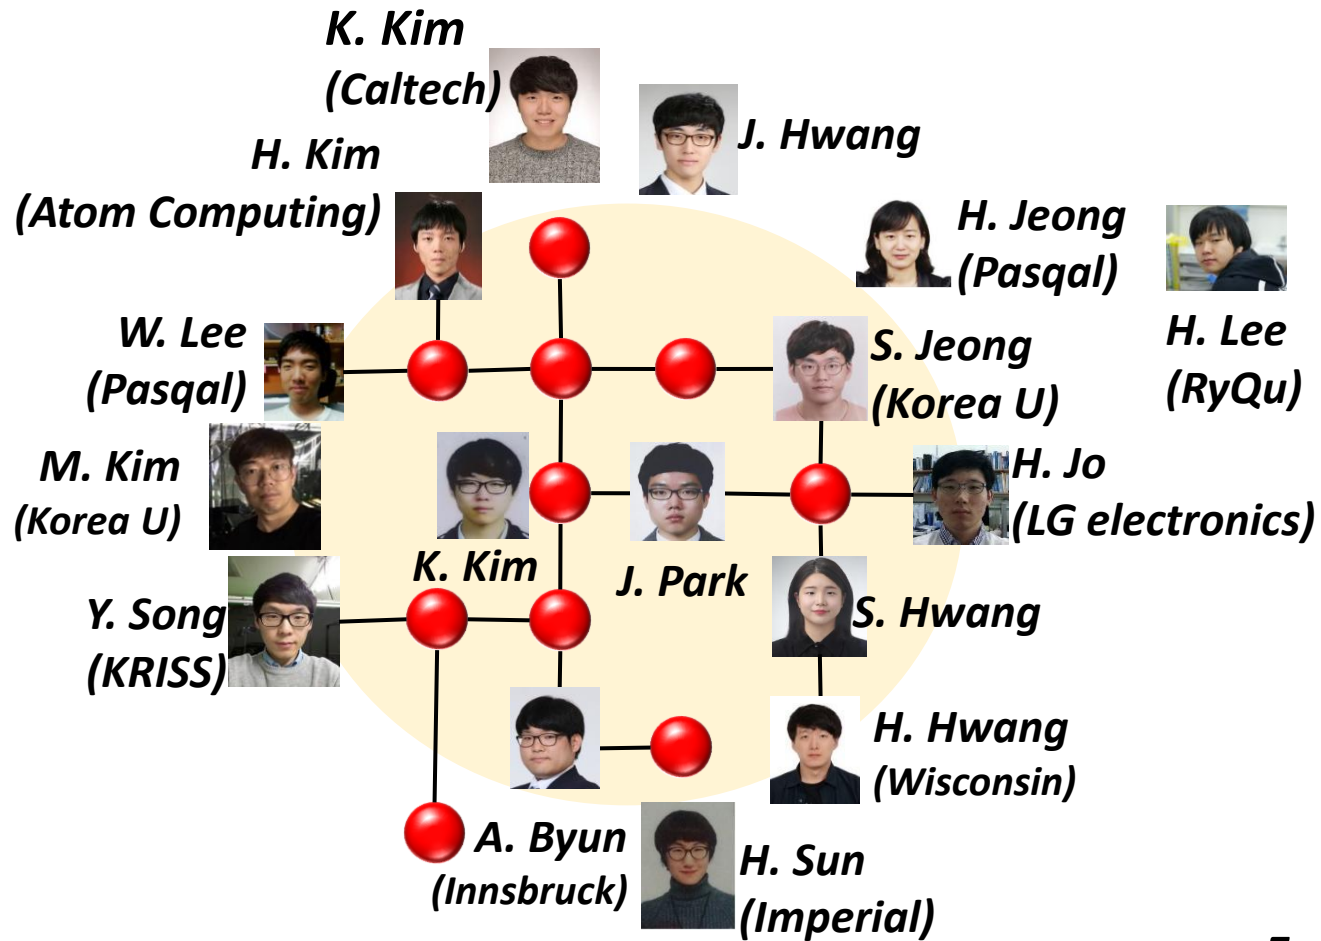 K. Kim
(Caltech)
J. Hwang
H. Kim
(Atom Computing)
H. Jeong
(Pasqal)
W. Lee
(Pasqal)
S. Jeong
(Korea U)
H. Lee
(RyQu)
M. Kim
(Korea U)
H. Jo
(LG electronics)
K. Kim
J. Park
Y. Song
(KRISS)
S. Hwang
H. Hwang
(Wisconsin)
A. Byun
(Innsbruck)
H. Sun
(Imperial)